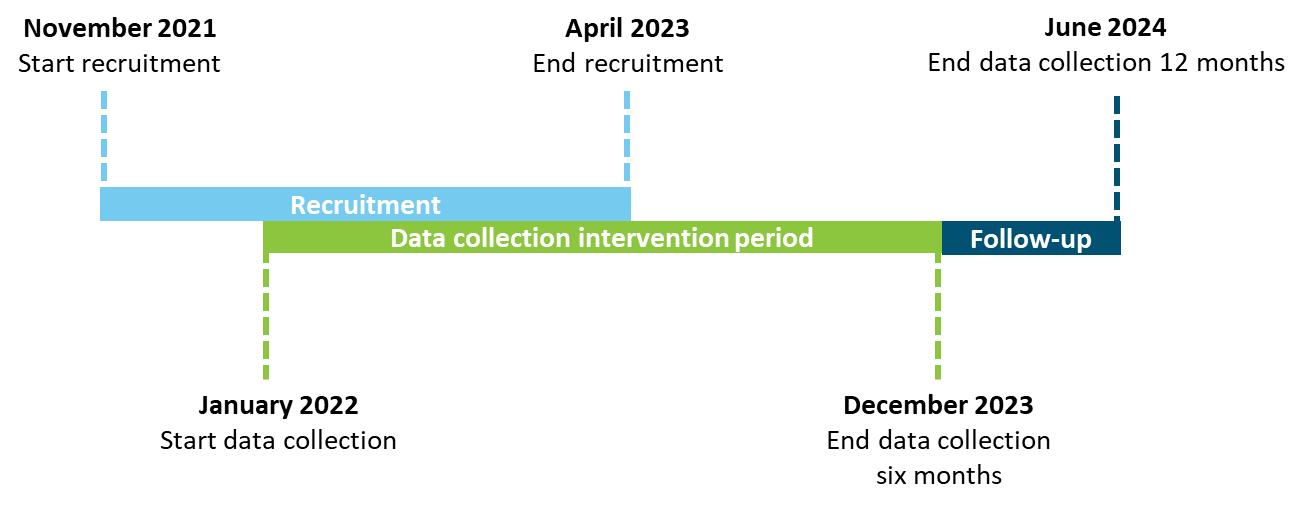 November 2021
Start recruitment
April 2023
End recruitment
June 2024
End data collection 12 months
Recruitment
Data collection intervention period
Follow-up
January 2022
Start data collection
December 2023
End data collection
six months